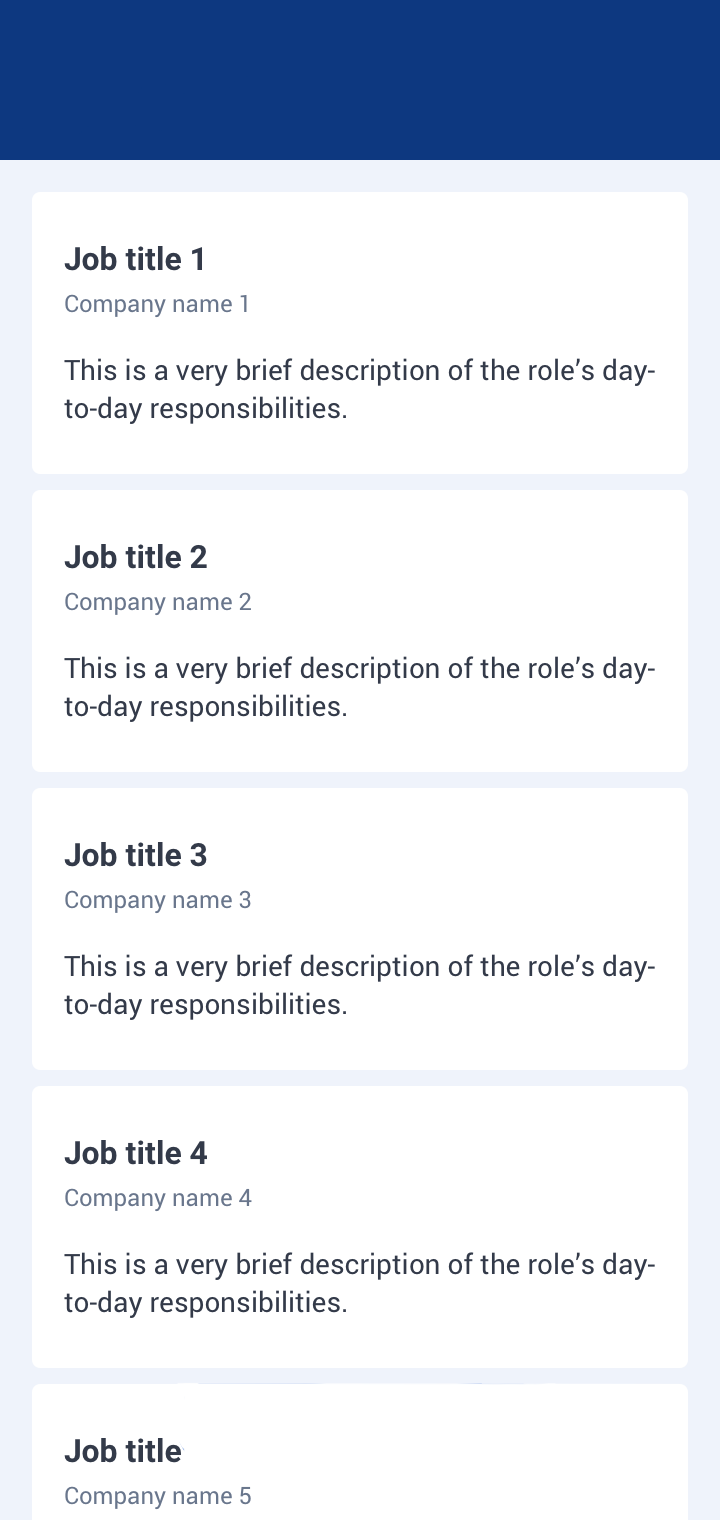 Job title 1
Company name 1
This is a very brief description of the role’s day-
to-day responsibilities.
Job title 2
Company name 2
This is a very brief description of the role’s day-
to-day responsibilities.
Job title 3
Company name 3
This is a very brief description of the role’s day-
to-day responsibilities.
Job title 4
Company name 4
This is a very brief description of the role’s day-
to-day responsibilities.
Job title
Company name 5